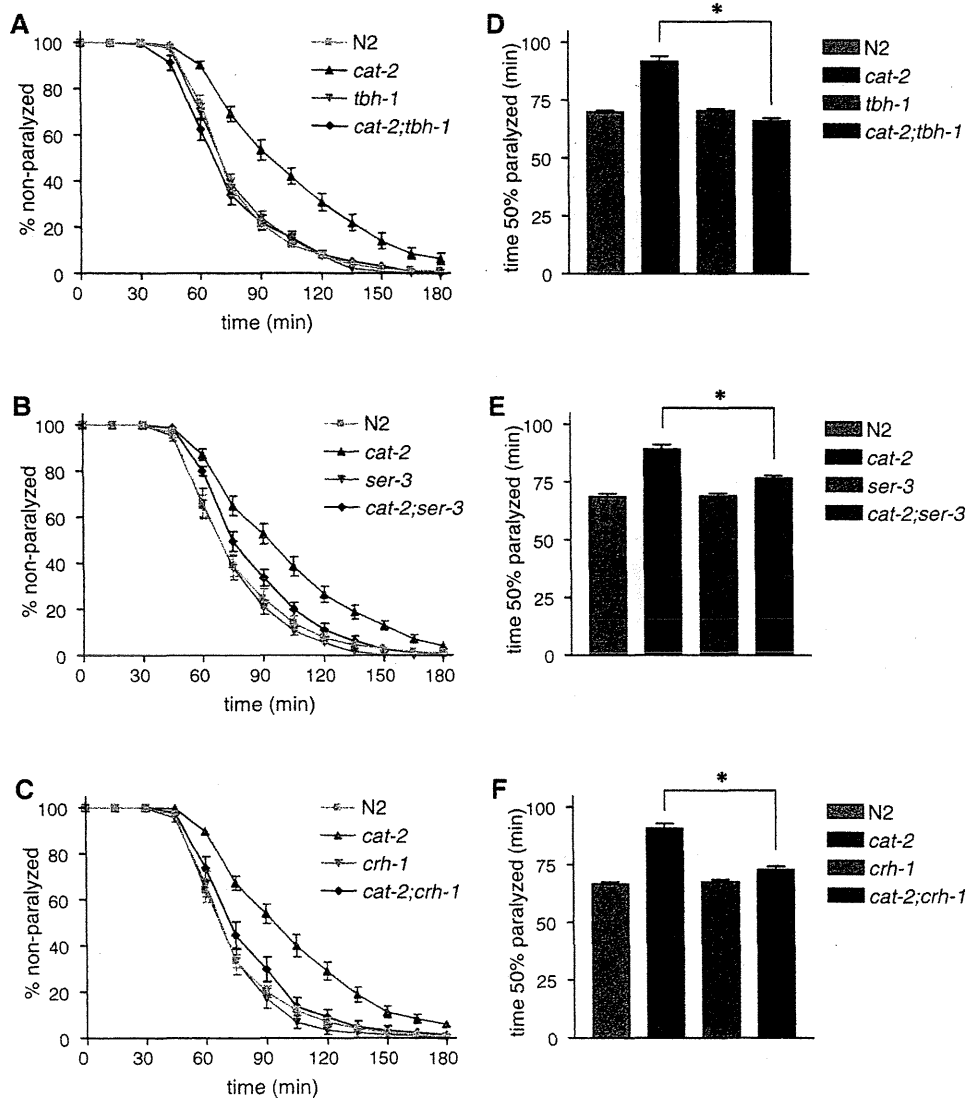 A
% non-paralyzed
100
80
60
40
20
0
0 30 60 90 120 150 180
time (min)
N2
cat-2
tbh-1
cat-2;tbh-1
D
time 50% paralyzed (min)
100
75
50
25
0
*
N2
cat-2
tbh-1
cat-2;tbh-1
B
% non-paralyzed
100
80
60
40
20
0
0 30 60 90 120 150 180
time (min)
N2
cat-2
ser-3
cat-2;ser-3
E
time 50% paralyzed (min)
100
75
50
25
0
*
N2
cat-2
ser-3
cat-2;ser-3
C
% non-paralyzed
100
80
60
40
20
0
0 30 60 90 120 150 180
time (min)
N2
cat-2
crh-1
cat-2;crh-1
F
time 50% paralyzed (min)
100
75
50
25
0
*
N2
cat-2
crh-1
cat-2;crh-1